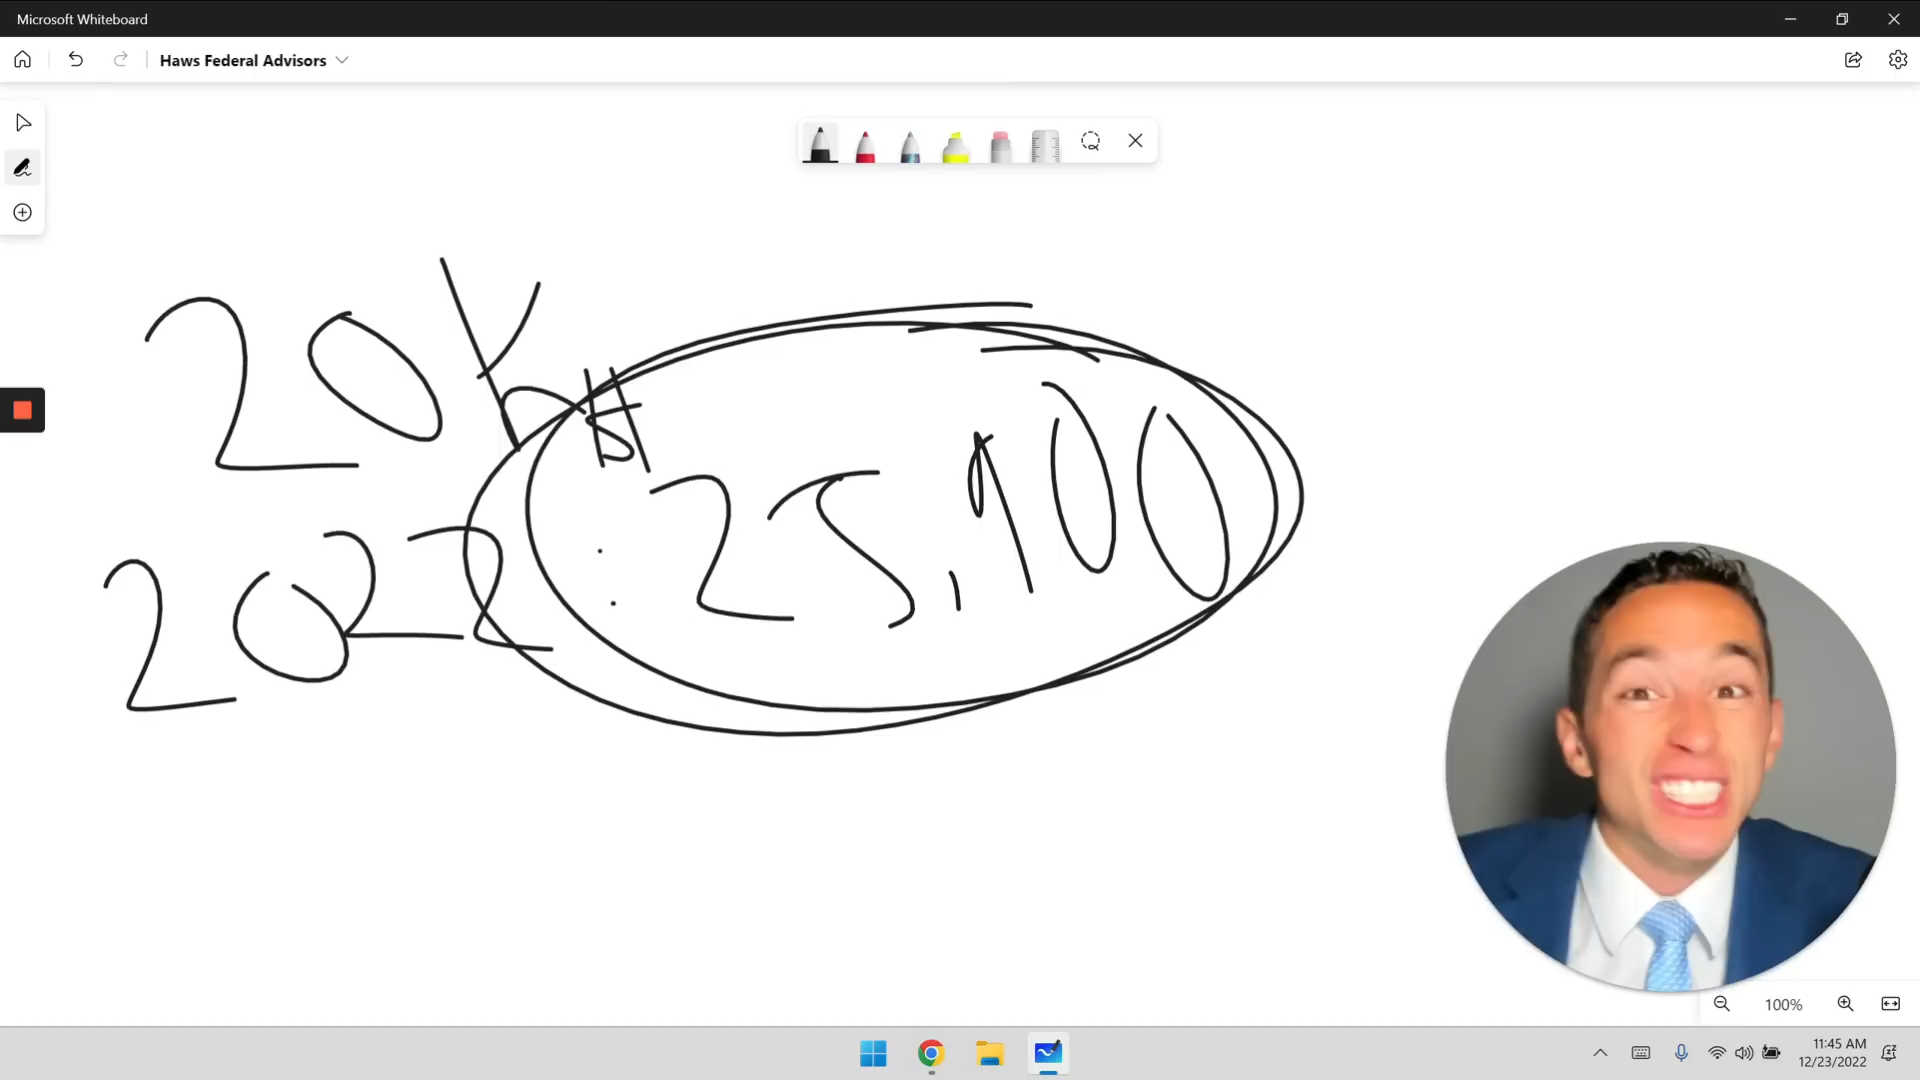 Microsoft Whiteboard
Haws Federal Advisors
20K
2022 : 25,900
100%
11:45 AM
12/23/2022